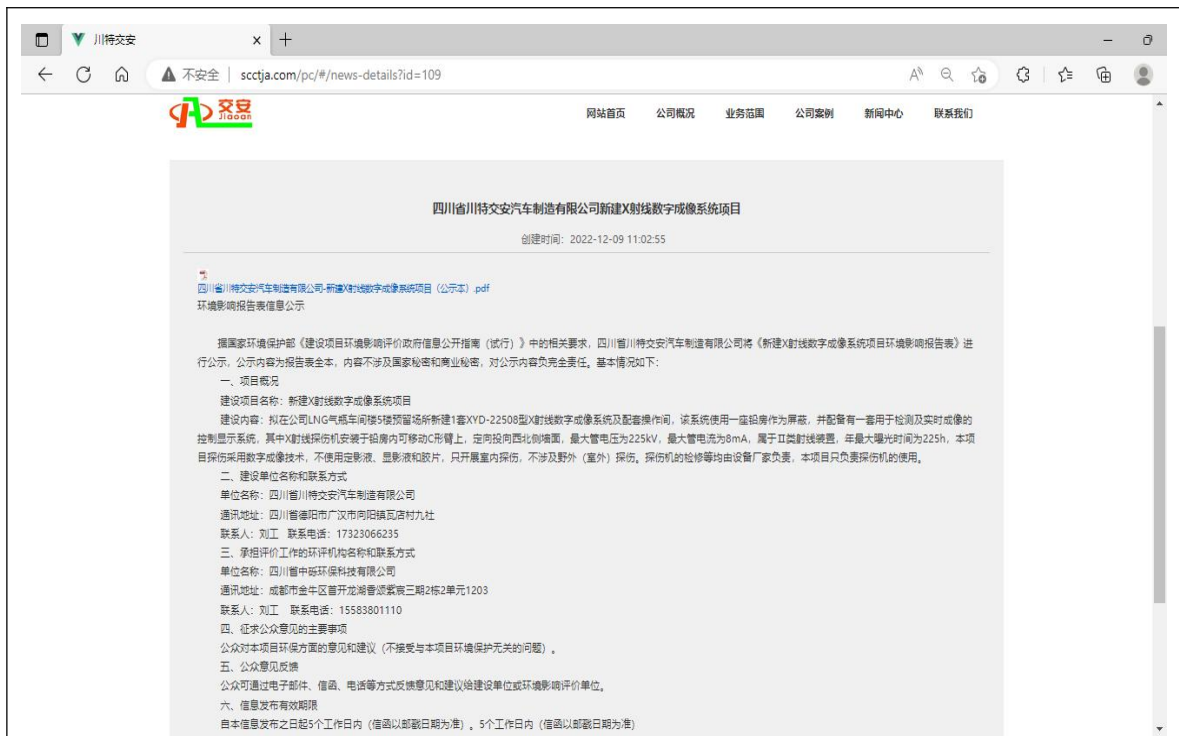 川特交安
不安全 scctja.com/pc/#/news-details?id=109
交安
Jiaoan
网站首页 公司概况 业务范围 公司案例 新闻中心 联系我们
四川省川特交安汽车制造有限公司新建X射线数字成像系统项目
创建时间：2022-12-09 11:02:55
四川省川特交安汽车制造有限公司-新建X射线数字成像系统项目（公示本）.pdf
环境影响报告表信息公示
据国家环境保护部《建设项目环境影响评价政府信息公开指南（试行）》中的相关要求，四川省川特交安汽车制造有限公司将《新建X射线数字成像系统项目环境影响报告表》进
行公示，公示内容为报告表全本，内容不涉及国家秘密和商业秘密，对公示内容负完全责任。基本情况如下：
一、项目概况
建设项目名称：新建X射线数字成像系统项目
建设内容：拟在公司LNG气瓶车间楼5楼预留场所新建1套XYD-22508型X射线数字成像系统及配套操作间，该系统使用一座铅房作为屏蔽，并配备有一套用于检测及实时成像的
控制显示系统，其中X射线探伤机安装于铅房内可移动C形臂上，定向投向西北侧墙面，最大管电压为225kV，最大管电流为8mA，属于Ⅱ类射线装置，年最大曝光时间为225h，本项
目探伤采用数字成像技术，不使用定影液、显影液和胶片，只开展室内探伤，不涉及野外（室外）探伤。探伤机的检修等均由设备厂家负责，本项目只负责探伤机的使用。
二、建设单位名称和联系方式
单位名称：四川省川特交安汽车制造有限公司
通讯地址：四川省德阳市广汉市向阳镇瓦店村九社
联系人：刘工 联系电话：17323066235
三、承担评价工作的环评机构名称和联系方式
单位名称：四川省中砾环保科技有限公司
通讯地址：成都市金牛区首开龙湖香颂紫宸三期2栋2单元1203
联系人：刘工 联系电话：15583801110
四、征求公众意见的主要事项
公众对本项目环保方面的意见和建议（不接受与本项目环境保护无关的问题）。
五、公众意见反馈
公众可通过电子邮件、信函、电话等方式反馈意见和建议给建设单位或环境影响评价单位。
六、信息发布有效期限
自本信息发布之日起5个工作日内（信函以邮戳日期为准）。5个工作日内（信函以邮戳日期为准）